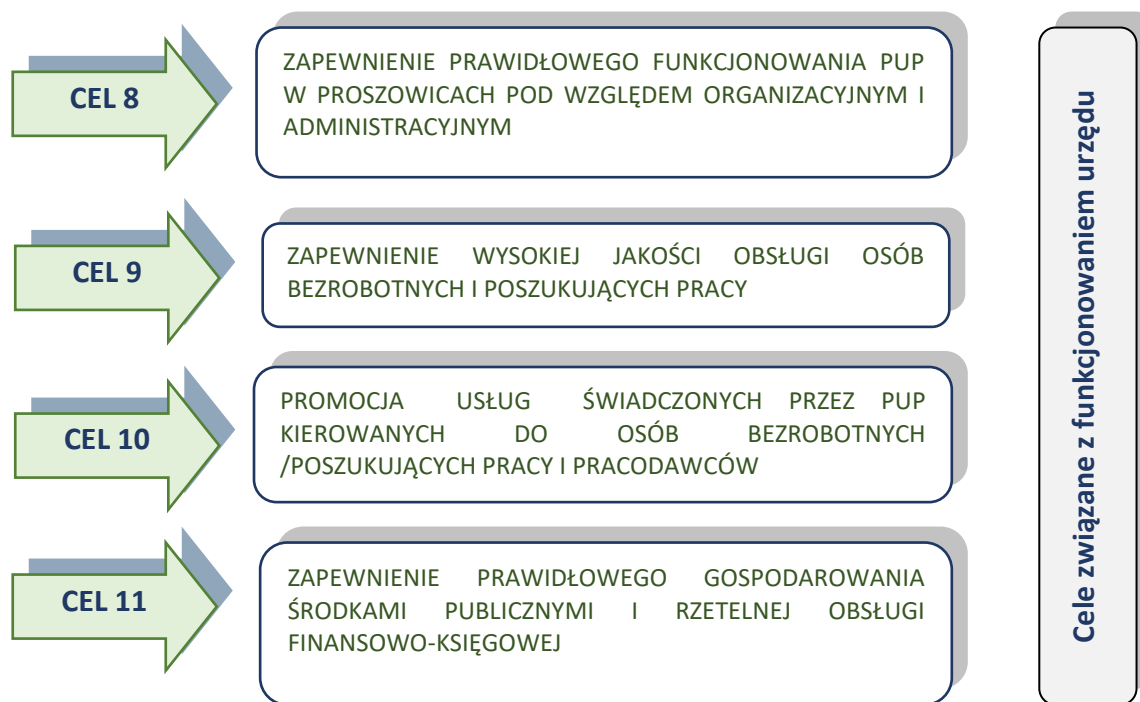 CEL 8
ZAPEWNIENIE PRAWIDŁOWEGO FUNKCJONOWANIA PUP
W PROSZOWICACH POD WZGLĘDEM ORGANIZACYJNYM I
ADMINISTRACYJNYM
CEL 9
ZAPEWNIENIE WYSOKIEJ JAKOŚCI OBSŁUGI OSÓB
BEZROBOTNYCH I POSZUKUJĄCYCH PRACY
CEL 10
PROMOCJA USŁUG ŚWIADCZONYCH PRZEZ PUP
KIEROWANYCH DO OSÓB BEZROBOTNYCH
/POSZUKUJĄCYCH PRACY I PRACODAWCÓW
CEL 11
ZAPEWNIENIE PRAWIDŁOWEGO GOSPODAROWANIA
ŚRODKAMI PUBLICZNYMI I RZETELNEJ OBSŁUGI
FINANSOWO-KSIĘGOWEJ
Cele związane z funkcjonowaniem urzędu